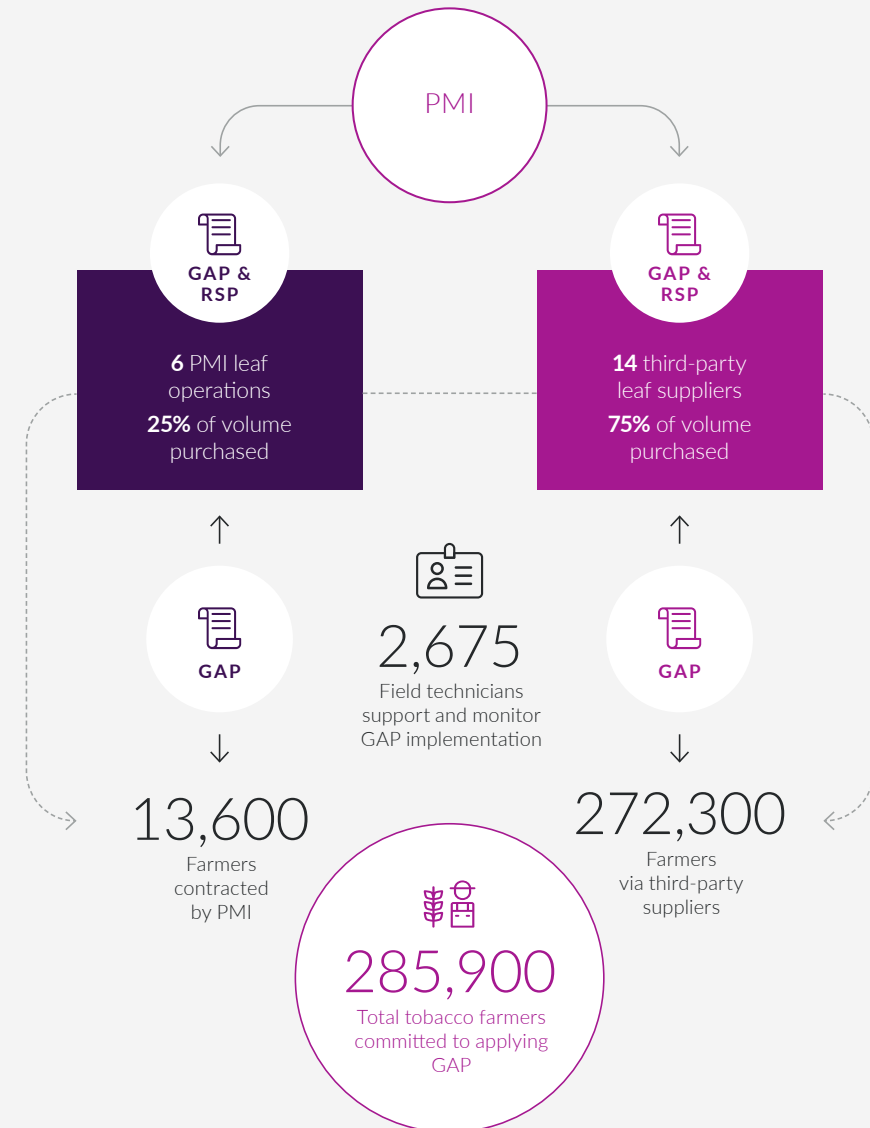 PMI
GAP &
RSP
6 PMI leaf
operations
25% of volume
purchased
GAP &
RSP
14 third-party
leaf suppliers
75% of volume
purchased
GAP
2,675
Field technicians
support and monitor
GAP implementation
GAP
13,600
Farmers
contracted
by PMI
272,300
Farmers
via third-party
suppliers
285,900
Total tobacco farmers
committed to applying
GAP